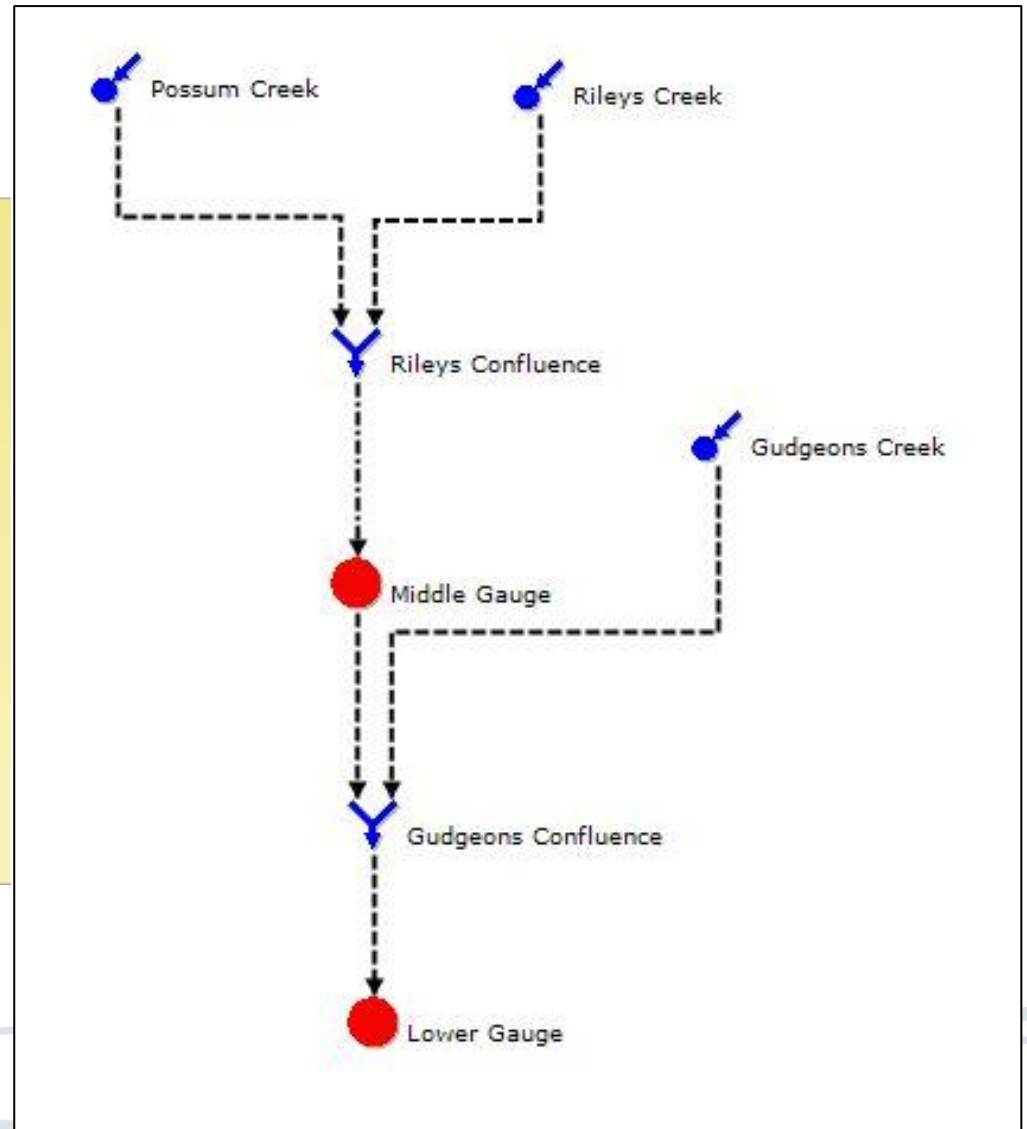 Possum Creek
Rileys Creek
Rileys Confluence
Gudgeons Creek
Middle Gauge
Gudgeons Confluence
Lower Gauge